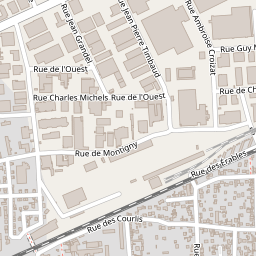 Rue Jean Grandel
Rue Jean Pierre Timbaud
Rue Ambroise Croizat
Rue Guy M
Rue de l'Ouest
Rue Charles Michels
Rue de l'Ouest
Rue de Ch
Rue de Montigny
Rue des Érables
Rue des Courlis